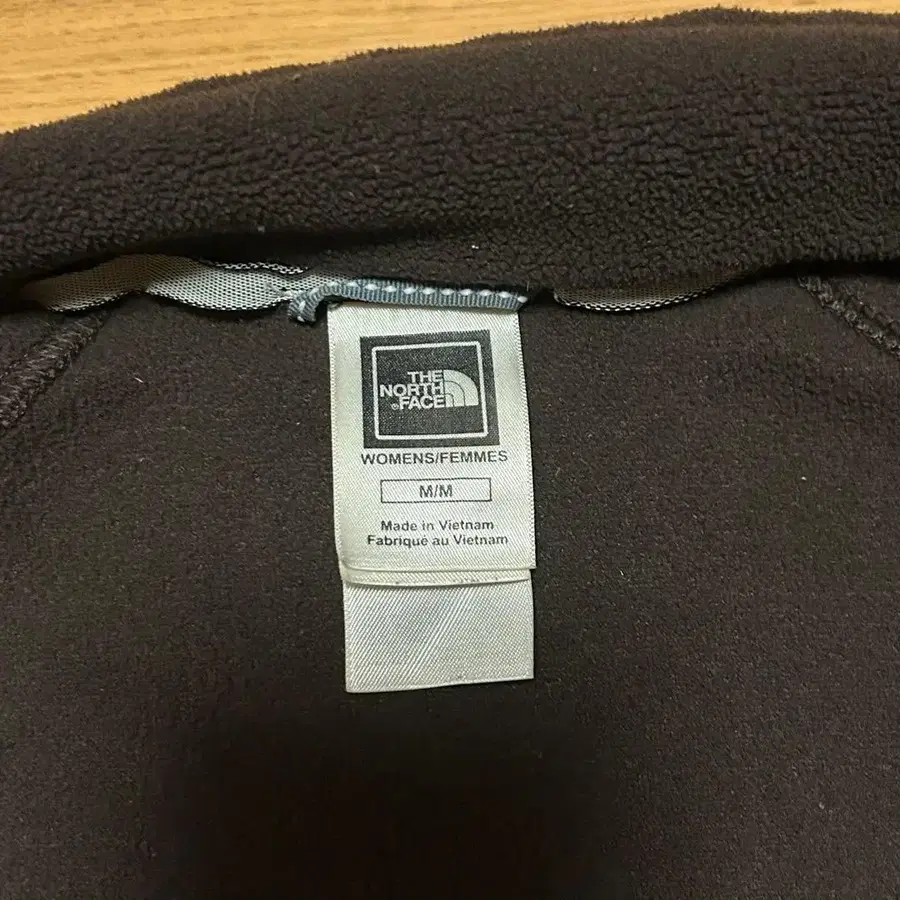 THE
NORTH
FACE
WOMENS/FEMMES
M/M
Made in Vietnam
Fabriqué au Vietnam